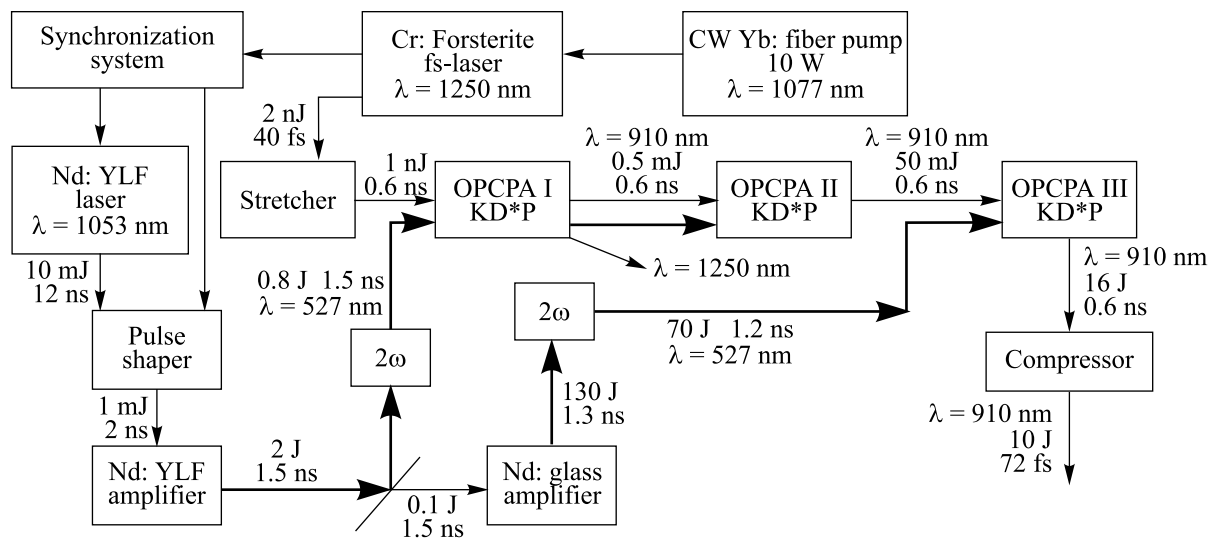 Synchronization
system
Cr: Forsterite
fs-laser
λ = 1250 nm
CW Yb: fiber pump
10 W
λ = 1077 nm
2 nJ
40 fs
Nd: YLF
laser
λ = 1053 nm
Stretcher
1 nJ
0.6 ns
OPCPA I
KD*P
λ = 910 nm
0.5 mJ
0.6 ns
OPCPA II
KD*P
λ = 910 nm
50 mJ
0.6 ns
OPCPA III
KD*P
10 mJ
12 ns
0.8 J 1.5 ns
λ = 527 nm
λ = 1250 nm
λ = 910 nm
16 J
0.6 ns
Pulse
shaper
2ω
2ω
70 J 1.2 ns
λ = 527 nm
Compressor
1 mJ
2 ns
130 J
1.3 ns
λ = 910 nm
10 J
72 fs
Nd: YLF
amplifier
2 J
1.5 ns
0.1 J
1.5 ns
Nd: glass
amplifier